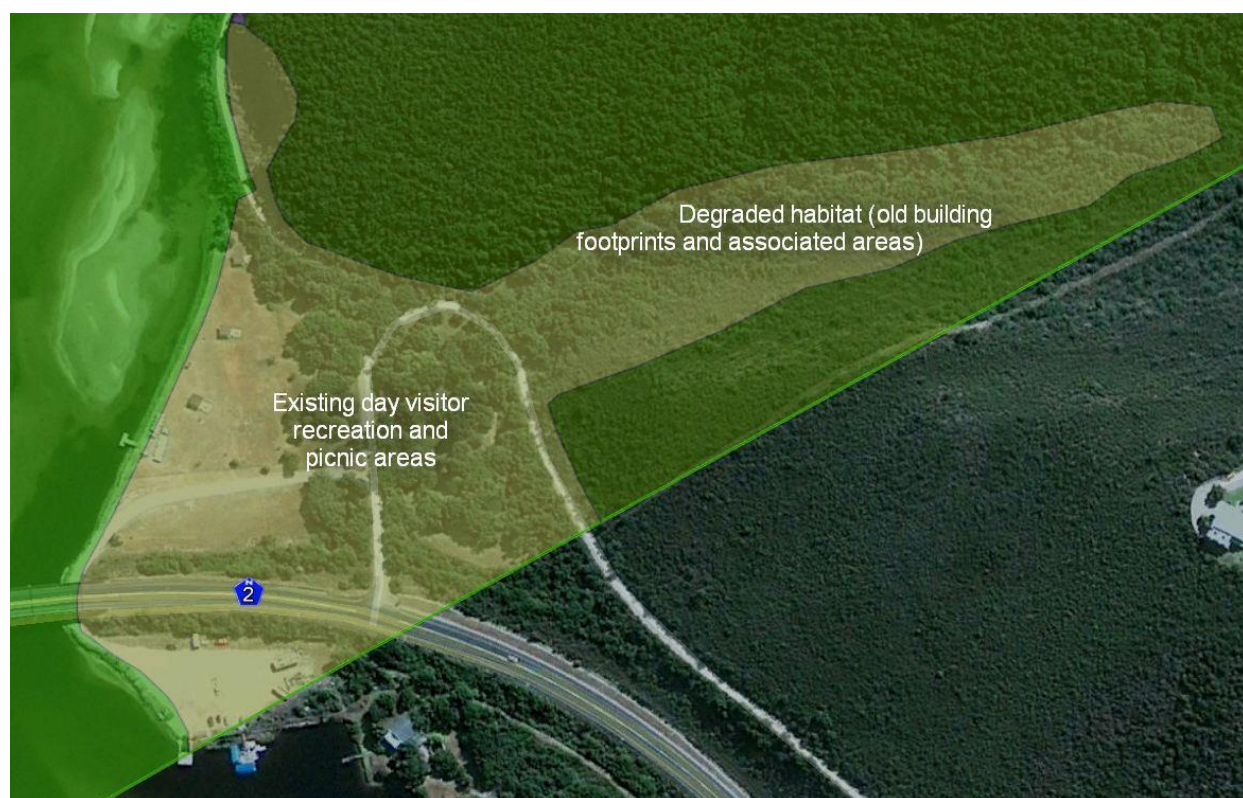 Degraded habitat (old building
footprints and associated areas)
Existing day visitor
recreation and
picnic areas
N
2